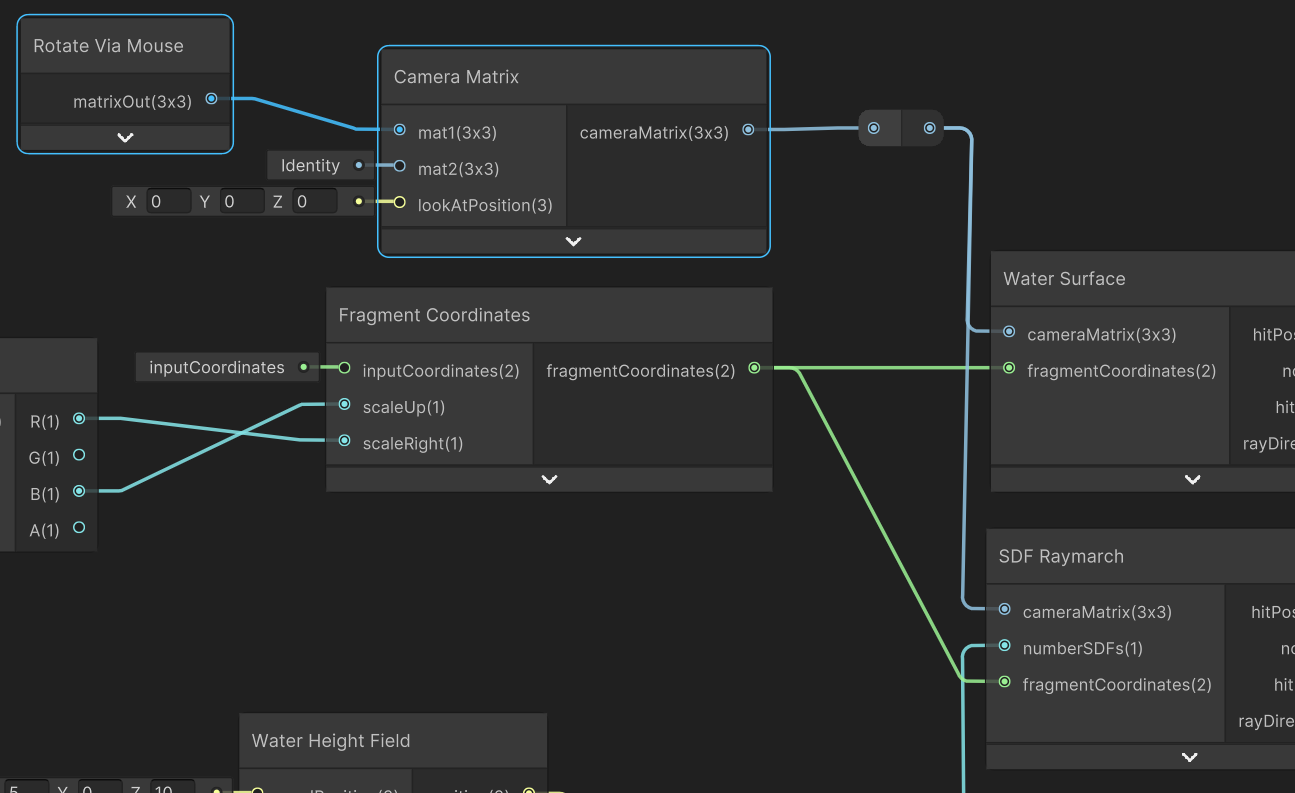 Rotate Via Mouse
matrixOut(3x3)
Camera Matrix
mat1(3x3)
cameraMatrix(3x3)
Identity
mat2(3x3)
X 0 Y 0 Z 0
lookAtPosition(3)
Fragment Coordinates
inputCoordinates
inputCoordinates(2)
fragmentCoordinates(2)
scaleUp(1)
scaleRight(1)
R(1)
G(1)
B(1)
A(1)
Water Surface
cameraMatrix(3x3)
hitPos
fragmentCoordinates(2)
no
hit
rayDire
SDF Raymarch
cameraMatrix(3x3)
hitPos
numberSDFs(1)
no
fragmentCoordinates(2)
hit
rayDire
Water Height Field
5 Y 0 Z 10